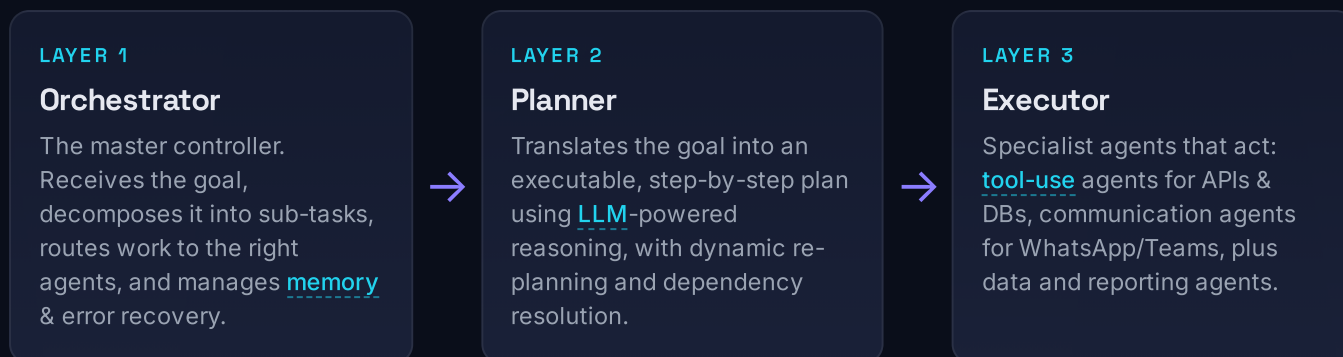 LAYER 1
Orchestrator
The master controller.
Receives the goal,
decomposes it into sub-tasks,
routes work to the right
agents, and manages memory
& error recovery.
→
LAYER 2
Planner
Translates the goal into an
executable, step-by-step plan
using LLM-powered
reasoning, with dynamic re-
planning and dependency
resolution.
→
LAYER 3
Executor
Specialist agents that act:
tool-use agents for APIs &
DBs, communication agents
for WhatsApp/Teams, plus
data and reporting agents.